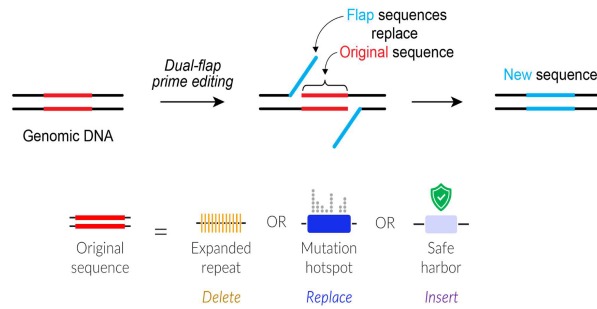 Flap sequences
replace
Original sequence
Dual-flap
prime editing
New sequence
Genomic DNA
Original
sequence
=
Expanded
repeat
Delete
OR
Mutation
hotspot
Replace
OR
Safe
harbor
Insert